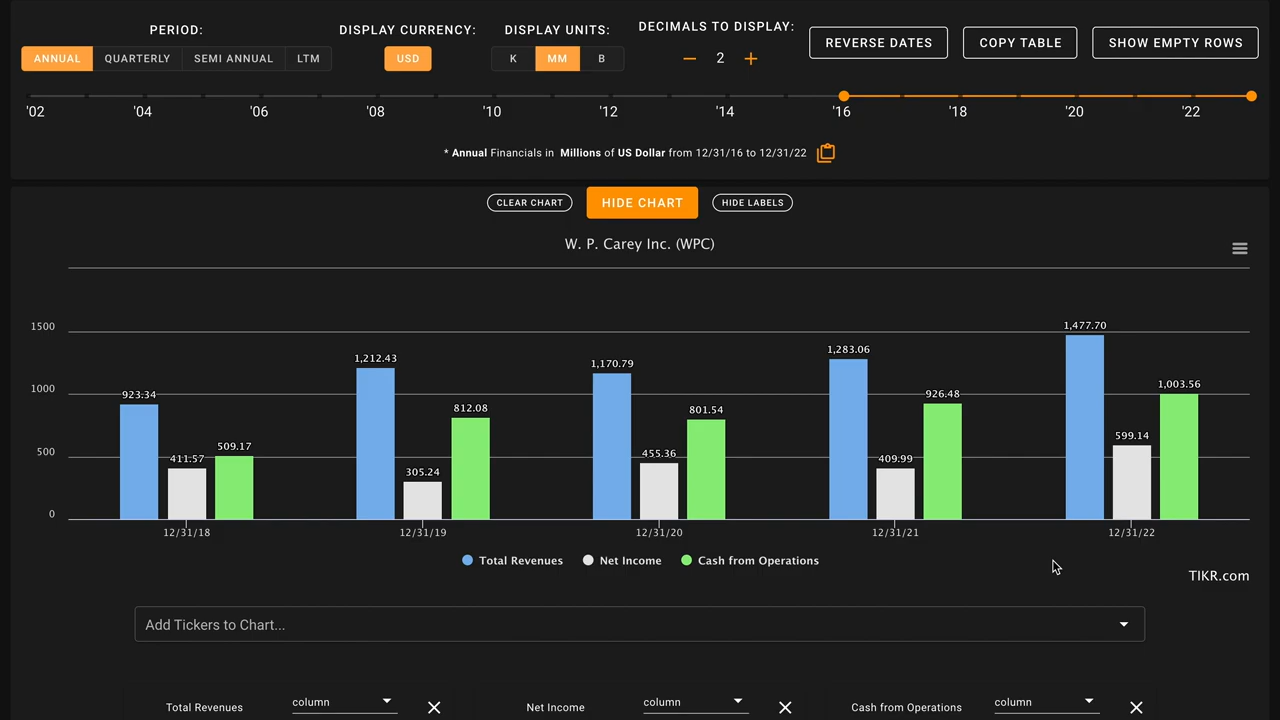 PERIOD:
DISPLAY CURRENCY:
DISPLAY UNITS:
DECIMALS TO DISPLAY:
ANNUAL QUARTERLY SEMI ANNUAL LTM
USD
K MM B
− 2 +
REVERSE DATES
COPY TABLE
SHOW EMPTY ROWS
'02 '04 '06 '08 '10 '12 '14 '16 '18 '20 '22
* Annual Financials in Millions of US Dollar from 12/31/16 to 12/31/22
CLEAR CHART
HIDE CHART
HIDE LABELS
W. P. Carey Inc. (WPC)
1500
1000
500
0
923.34 411.57 509.17
1,212.43 305.24 812.08
1,170.79 455.36 801.54
1,283.06 409.99 926.48
1,477.70 599.14 1,003.56
12/31/18 12/31/19 12/31/20 12/31/21 12/31/22
Total Revenues Net Income Cash from Operations
TIKR.com
Add Tickers to Chart...
Total Revenues column
Net Income column
Cash from Operations column